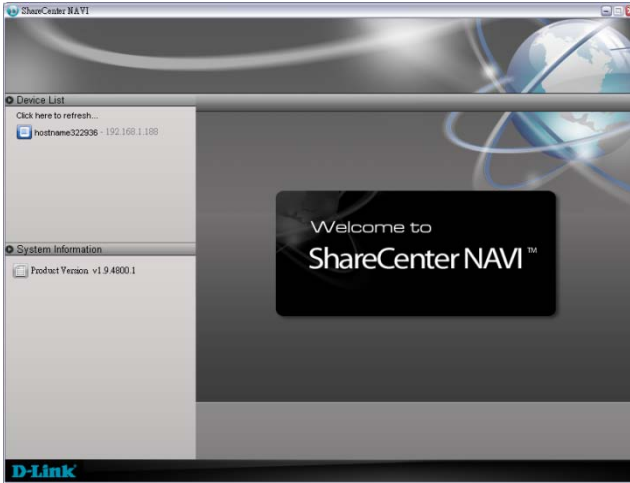 ShareCenter NAVI
Device List
Click here to refresh...
hostname322936 - 192.168.1.188
System Information
Product Version v1.9.4800.1
Welcome to
ShareCenter NAVI™
D-Link